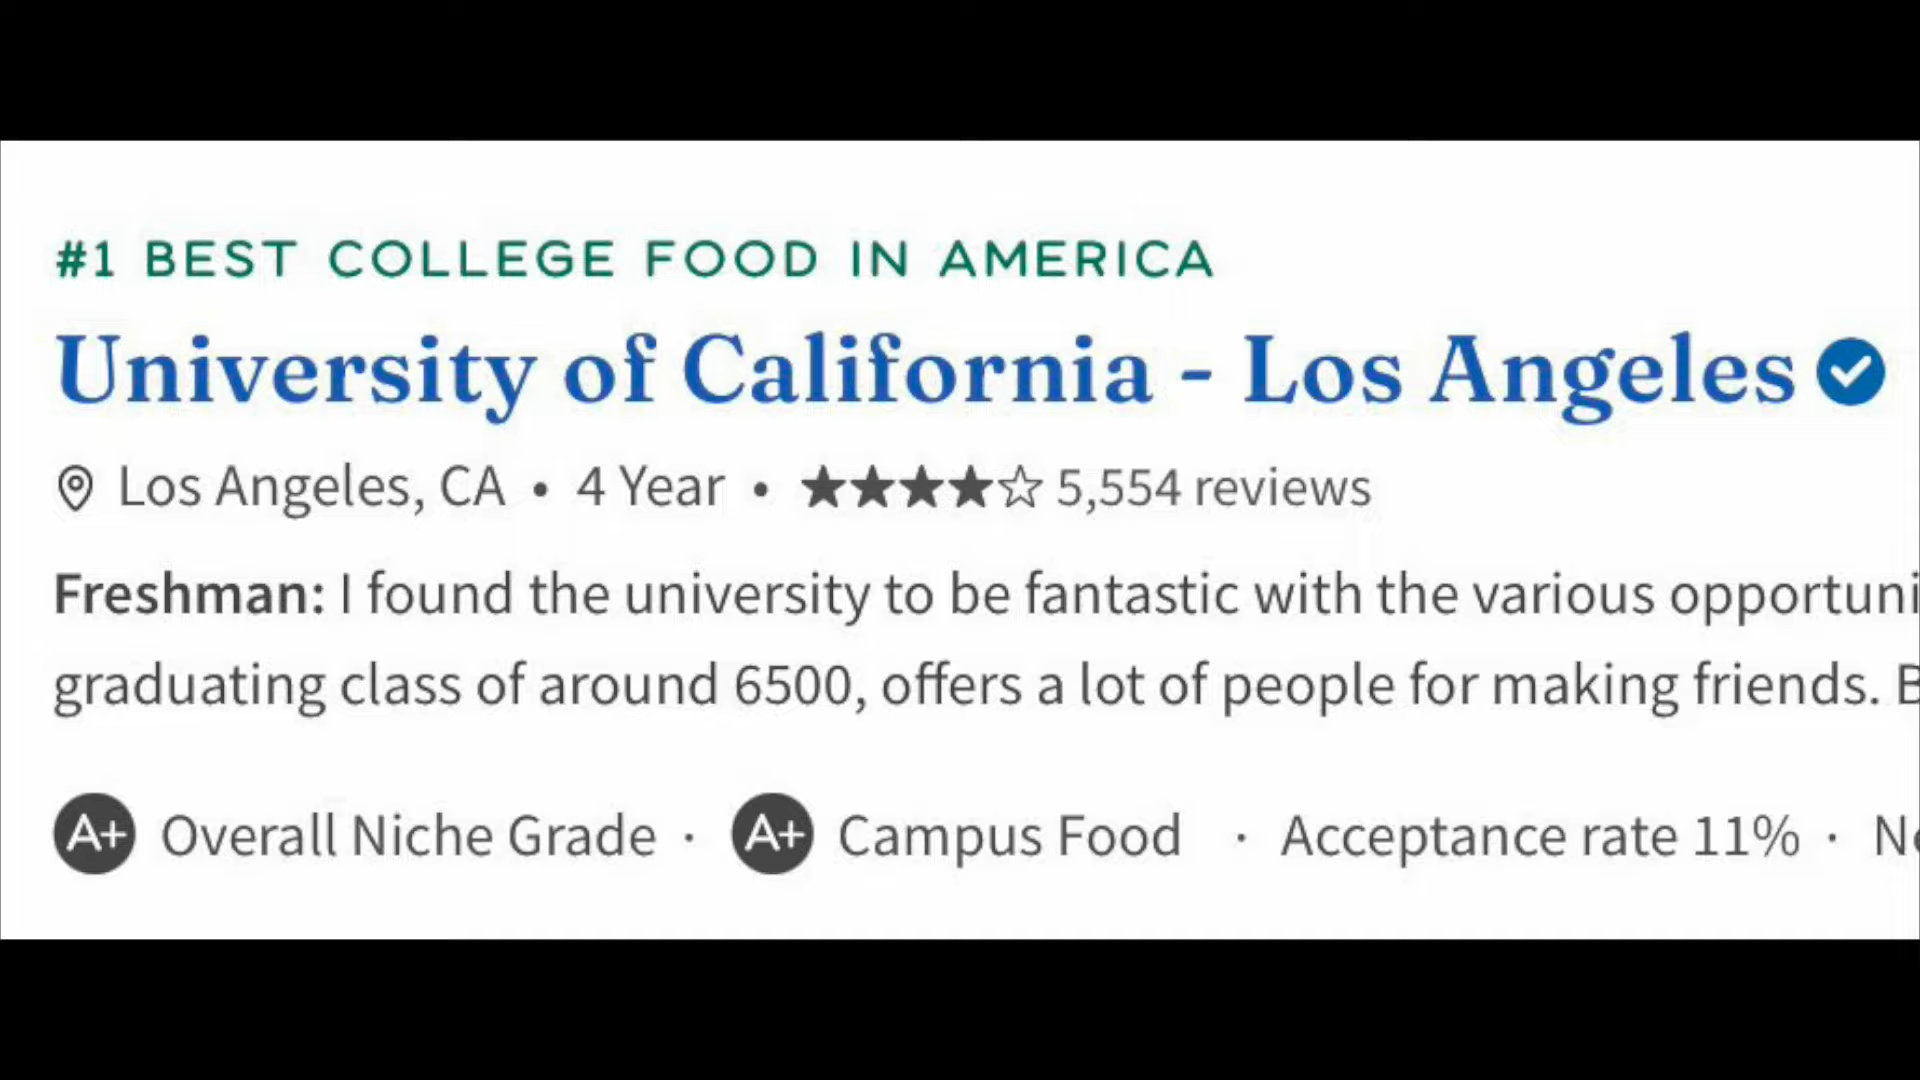 #1 BEST COLLEGE FOOD IN AMERICA
University of California - Los Angeles
Los Angeles, CA • 4 Year • ★★★★☆ 5,554 reviews
Freshman: I found the university to be fantastic with the various opportuni
graduating class of around 6500, offers a lot of people for making friends. B
A+ Overall Niche Grade · A+ Campus Food · Acceptance rate 11% ·